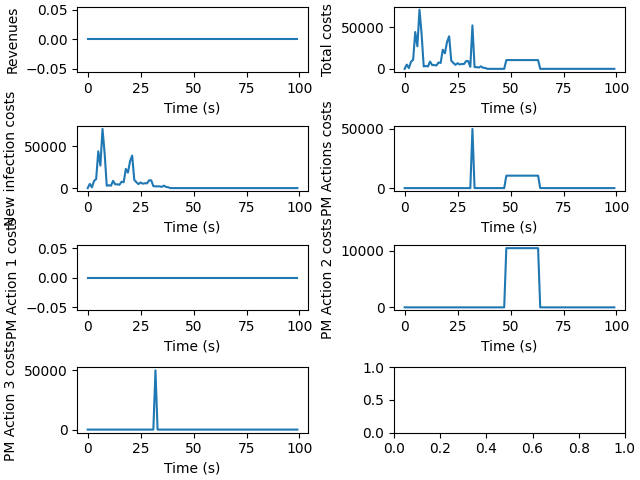 Revenues
0.05
0.00
−0.05
0 25 50 75 100
Time (s)
Total costs
50000
0
0 25 50 75 100
Time (s)
New infection costs
50000
0
0 25 50 75 100
Time (s)
PM Actions costs
50000
0
0 25 50 75 100
Time (s)
PM Action 1 costs
0.05
0.00
−0.05
0 25 50 75 100
Time (s)
PM Action 2 costs
10000
0
0 25 50 75 100
Time (s)
PM Action 3 costs
50000
0
0 25 50 75 100
Time (s)
1.0
0.5
0.0
0.0 0.2 0.4 0.6 0.8 1.0